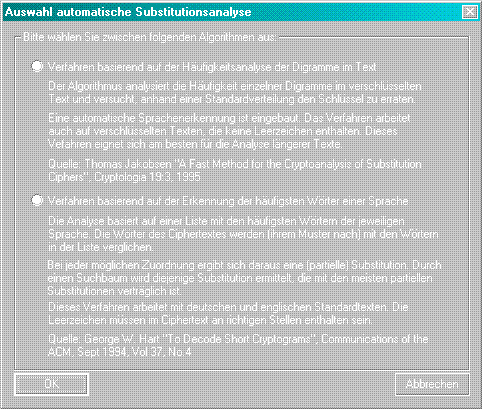 Auswahl automatische Substitutionsanalyse
Bitte wählen Sie zwischen folgenden Algorithmen aus:
Verfahren basierend auf der Häufigkeitsanalyse der Digramme im Text
Der Algorithmus analysiert die Häufigkeit einzelner Digramme im verschlüsselten
Text und versucht, anhand einer Standardverteilung den Schlüssel zu erraten.
Eine automatische Sprachenerkennung ist eingebaut. Das Verfahren arbeitet
auch auf verschlüsselten Texten, die keine Leerzeichen enthalten. Dieses
Verfahren eignet sich am besten für die Analyse längerer Texte.
Quelle: Thomas Jakobsen "A Fast Method for the Cryptoanalysis of Substitution
Ciphers", Cryptologia 19:3, 1995
Verfahren basierend auf der Erkennung der häufigsten Wörter einer Sprache
Die Analyse basiert auf einer Liste mit den häufigsten Wörtern der jeweiligen
Sprache. Die Wörter des Ciphertextes werden (ihrem Muster nach) mit den Wörtern
in der Liste verglichen.
Bei jeder möglichen Zuordnung ergibt sich daraus eine (partielle) Substitution. Durch
einen Suchbaum wird diejenige Substitution ermittelt, die mit den meisten partiellen
Substitutionen verträglich ist.
Dieses Verfahren arbeitet mit deutschen und englischen Standardtexten. Die
Leerzeichen müssen im Ciphertext an richtigen Stellen enthalten sein.
Quelle: George W. Hart "To Decode Short Cryptograms", Communications of the
ACM, Sept 1994, Vol 37, No 4
OK
Abbrechen